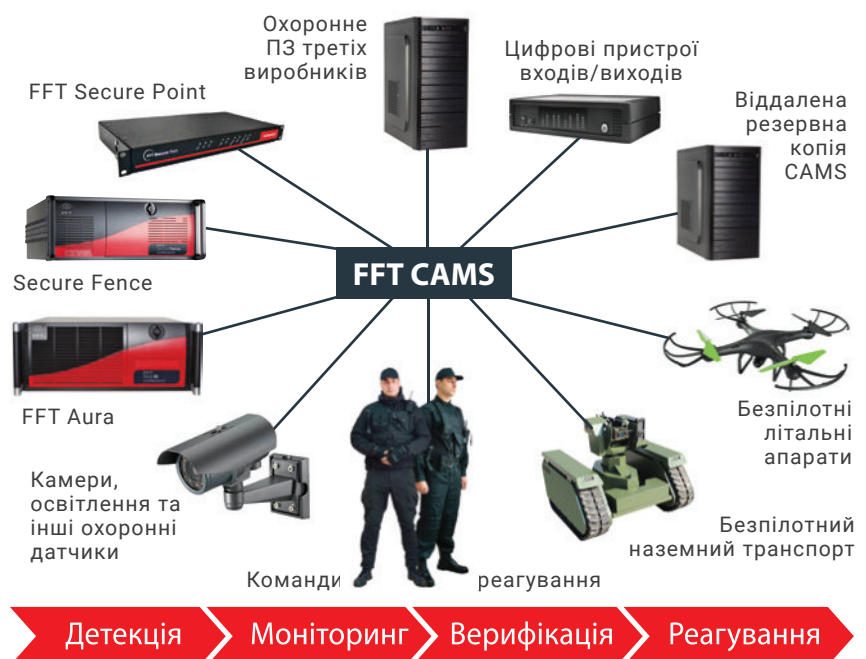 Охоронне
ПЗ третіх
виробників
Цифрові пристрої
входів/виходів
FFT Secure Point
Віддалена
резервна
копія
CAMS
Secure Fence
FFT CAMS
FFT Aura
Безпілотні
літальні
апарати
Камери,
освітлення та
інші охоронні
датчики
Безпілотний
наземний транспорт
Команди реагування
Детекція Моніторинг Верифікація Реагування